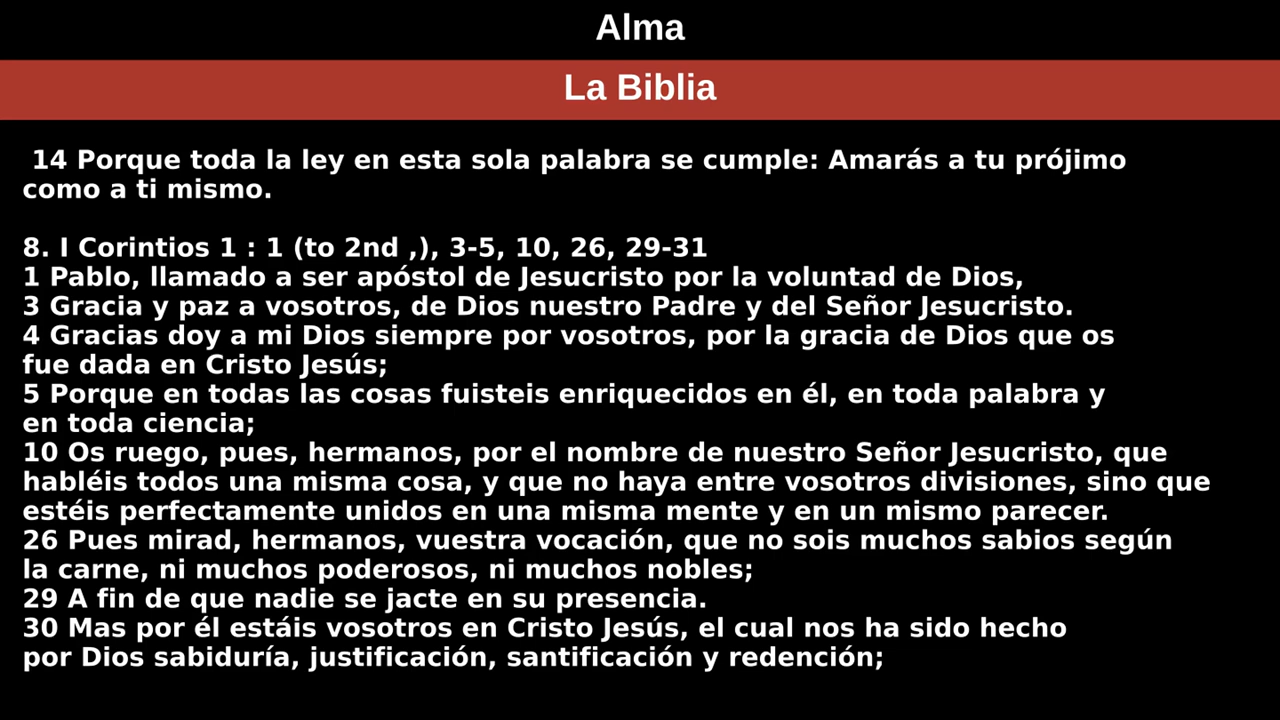 Alma
La Biblia
14 Porque toda la ley en esta sola palabra se cumple: Amarás a tu prójimo
como a ti mismo.
8. I Corintios 1 : 1 (to 2nd ,), 3-5, 10, 26, 29-31
1 Pablo, llamado a ser apóstol de Jesucristo por la voluntad de Dios,
3 Gracia y paz a vosotros, de Dios nuestro Padre y del Señor Jesucristo.
4 Gracias doy a mi Dios siempre por vosotros, por la gracia de Dios que os
fue dada en Cristo Jesús;
5 Porque en todas las cosas fuisteis enriquecidos en él, en toda palabra y
en toda ciencia;
10 Os ruego, pues, hermanos, por el nombre de nuestro Señor Jesucristo, que
habléis todos una misma cosa, y que no haya entre vosotros divisiones, sino que
estéis perfectamente unidos en una misma mente y en un mismo parecer.
26 Pues mirad, hermanos, vuestra vocación, que no sois muchos sabios según
la carne, ni muchos poderosos, ni muchos nobles;
29 A fin de que nadie se jacte en su presencia.
30 Mas por él estáis vosotros en Cristo Jesús, el cual nos ha sido hecho
por Dios sabiduría, justificación, santificación y redención;